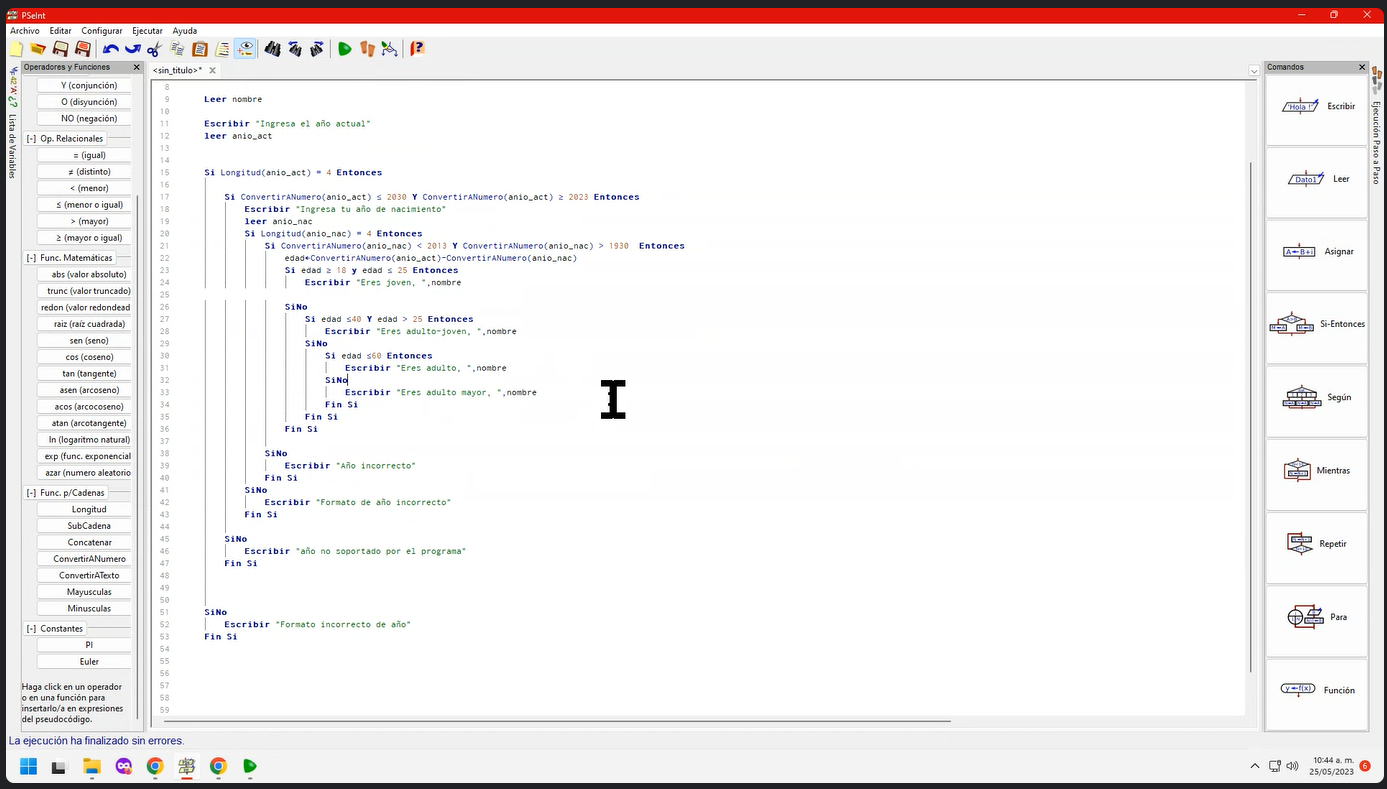 PSeInt
Archivo Editar Configurar Ejecutar Ayuda
Operadores y Funciones
<sin_titulo>*
Comandos
Lista de Variables
Y (conjunción)
O (disyunción)
NO (negación)
[-] Op. Relacionales
= (igual)
≠ (distinto)
< (menor)
≤ (menor o igual)
> (mayor)
≥ (mayor o igual)
[-] Func. Matemáticas
abs (valor absoluto)
trunc (valor truncado)
redon (valor redondead
raiz (raíz cuadrada)
sen (seno)
cos (coseno)
tan (tangente)
asen (arcoseno)
acos (arcocoseno)
atan (arcotangente)
ln (logaritmo natural)
exp (func. exponencial
azar (numero aleatorio
[-] Func. p/Cadenas
Longitud
SubCadena
Concatenar
ConvertirANumero
ConvertirATexto
Mayusculas
Minusculas
[-] Constantes
PI
Euler
Haga click en un operador
o en una función para
insertarlo/a en expresiones
del pseudocódigo.
8
9 Leer nombre
10
11 Escribir "Ingresa el año actual"
12 leer anio_act
13
14
15 Si Longitud(anio_act) = 4 Entonces
16
17 Si ConvertirANumero(anio_act) ≤ 2030 Y ConvertirANumero(anio_act) ≥ 2023 Entonces
18 Escribir "Ingresa tu año de nacimiento"
19 leer anio_nac
20 Si Longitud(anio_nac) = 4 Entonces
21 Si ConvertirANumero(anio_nac) < 2013 Y ConvertirANumero(anio_nac) > 1930 Entonces
22 edad←ConvertirANumero(anio_act)-ConvertirANumero(anio_nac)
23 Si edad ≥ 18 y edad ≤ 25 Entonces
24 Escribir "Eres joven, ",nombre
25
26 SiNo
27 Si edad ≤40 Y edad > 25 Entonces
28 Escribir "Eres adulto-joven, ",nombre
29 SiNo
30 Si edad ≤60 Entonces
31 Escribir "Eres adulto, ",nombre
32 SiNo
33 Escribir "Eres adulto mayor, ",nombre
34 Fin Si
35 Fin Si
36 Fin Si
37
38 SiNo
39 Escribir "Año incorrecto"
40 Fin Si
41 SiNo
42 Escribir "Formato de año incorrecto"
43 Fin Si
44
45 SiNo
46 Escribir "año no soportado por el programa"
47 Fin Si
48
49
50
51 SiNo
52 Escribir "Formato incorrecto de año"
53 Fin Si
54
55
56
57
58
59
'Hola !' Escribir
Dato1 Leer
A←B+i Asignar
Si-Entonces
Según
Mientras
Repetir
Para
y←f(x) Función
Ejecución Paso a Paso
La ejecución ha finalizado sin errores.
10:44 a. m.
25/05/2023
6